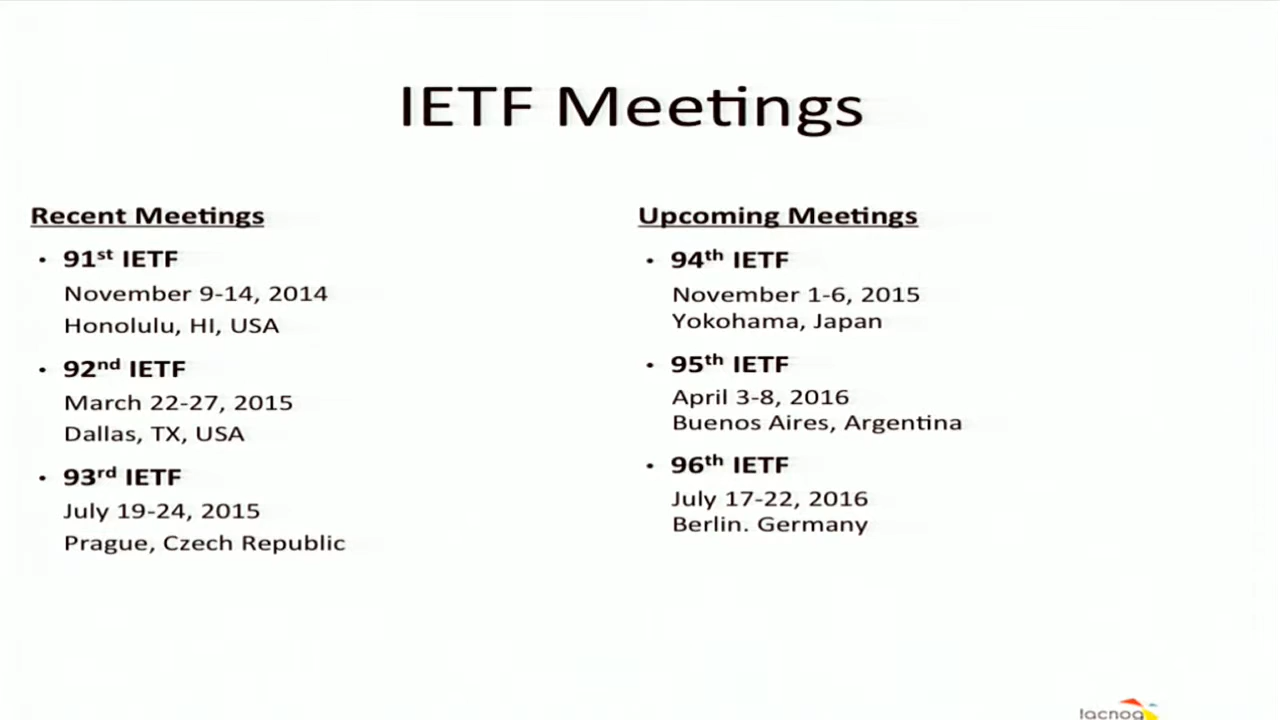 IETF Meetings
Recent Meetings
• 91st IETF
November 9-14, 2014
Honolulu, HI, USA
• 92nd IETF
March 22-27, 2015
Dallas, TX, USA
• 93rd IETF
July 19-24, 2015
Prague, Czech Republic
Upcoming Meetings
• 94th IETF
November 1-6, 2015
Yokohama, Japan
• 95th IETF
April 3-8, 2016
Buenos Aires, Argentina
• 96th IETF
July 17-22, 2016
Berlin. Germany
lacnog